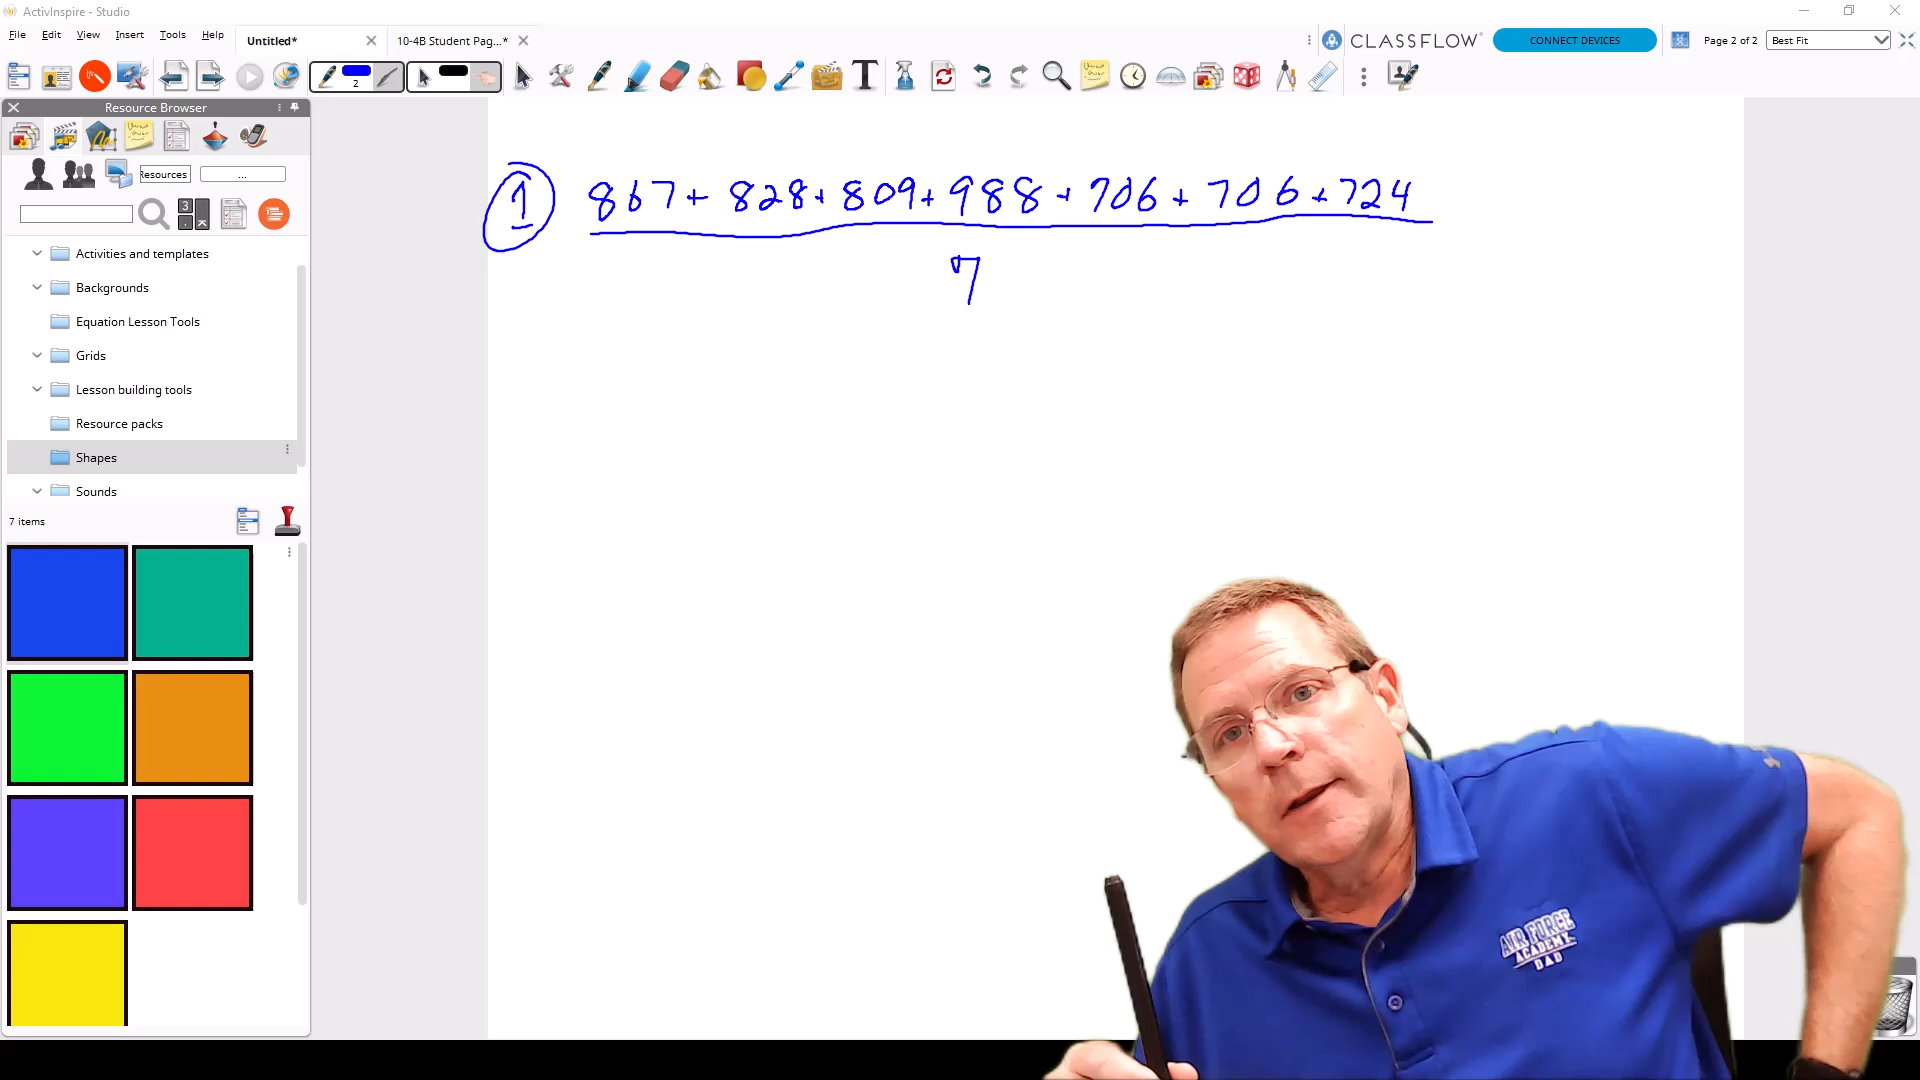 ActivInspire - Studio
File Edit View Insert Tools Help
Untitled* 10-4B Student Pag...*
CLASSFLOW CONNECT DEVICES Page 2 of 2 Best Fit
2
Resource Browser
Resources ...
3
Activities and templates
Backgrounds
Equation Lesson Tools
Grids
Lesson building tools
Resource packs
Shapes
Sounds
7 items
1 867+ 828+ 809+ 988 + 706 + 706 +724
7
AIR FORCE
ACADEMY
DAD